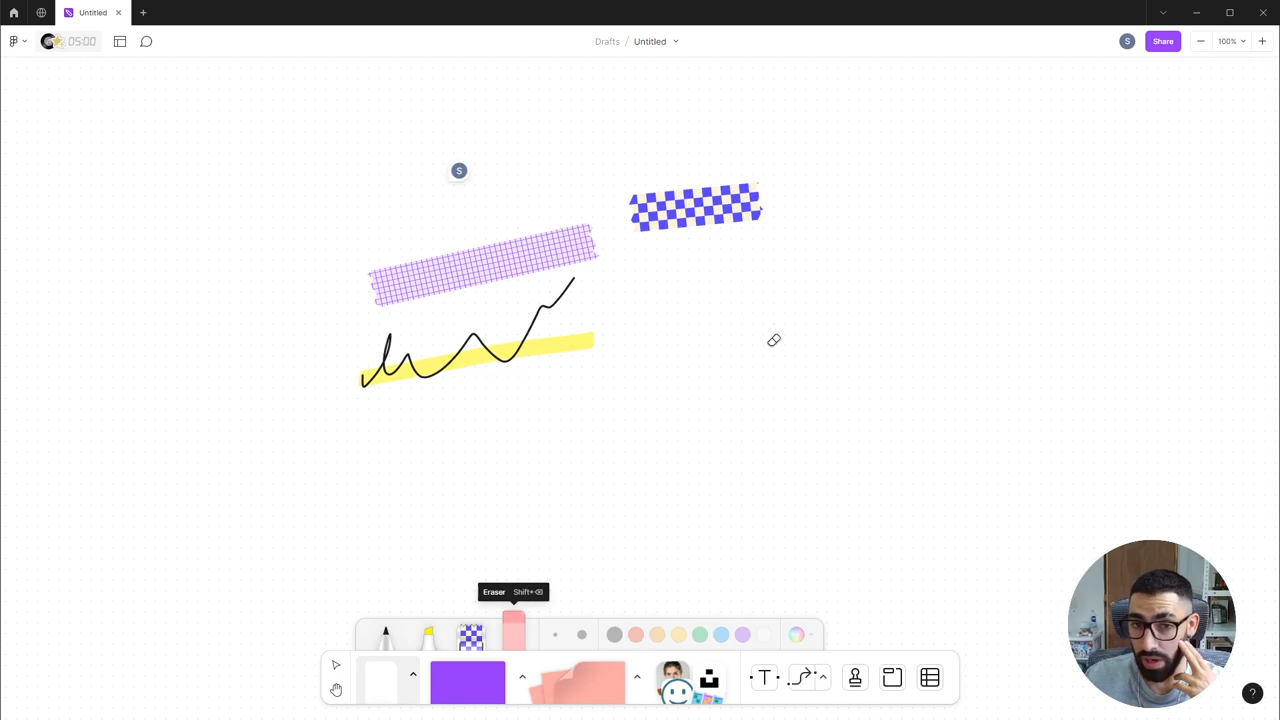 Untitled
05:00
Drafts / Untitled
S
Share
100%
S
Eraser Shift+⌫
T
?